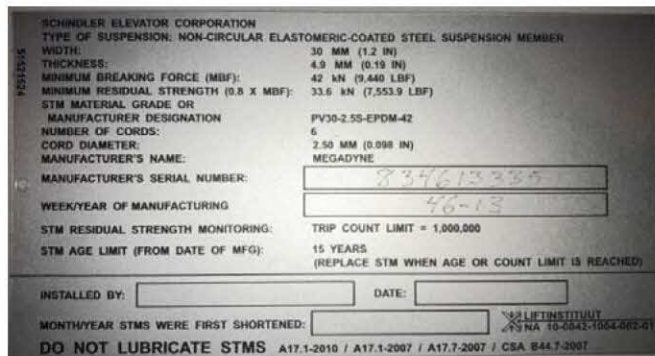 SCHINDLER ELEVATOR CORPORATION
TYPE OF SUSPENSION: NON-CIRCULAR ELASTOMERIC-COATED STEEL SUSPENSION MEMBER
WIDTH: 30 MM (1.2 IN)
THICKNESS: 4.9 MM (0.19 IN)
MINIMUM BREAKING FORCE (MBF): 42 kN (9,440 LBF)
MINIMUM RESIDUAL STRENGTH (0.8 X MBF): 33.6 kN (7,553.9 LBF)
STM MATERIAL GRADE OR
MANUFACTURER DESIGNATION PV30-2.5S-EPDM-42
NUMBER OF CORDS: 6
CORD DIAMETER: 2.50 MM (0.098 IN)
MANUFACTURER'S NAME: MEGADYNE
MANUFACTURER'S SERIAL NUMBER: 834613335
WEEK/YEAR OF MANUFACTURING 46-13
STM RESIDUAL STRENGTH MONITORING: TRIP COUNT LIMIT = 1,000,000
STM AGE LIMIT (FROM DATE OF MFG): 15 YEARS
(REPLACE STM WHEN AGE OR COUNT LIMIT IS REACHED)
INSTALLED BY: DATE:
MONTH/YEAR STMS WERE FIRST SHORTENED:
LIFTINSTITUUT
NA 10-0042-1004-062-01
DO NOT LUBRICATE STMS A17.1-2010 / A17.1-2007 / A17.7-2007 / CSA B44.7-2007